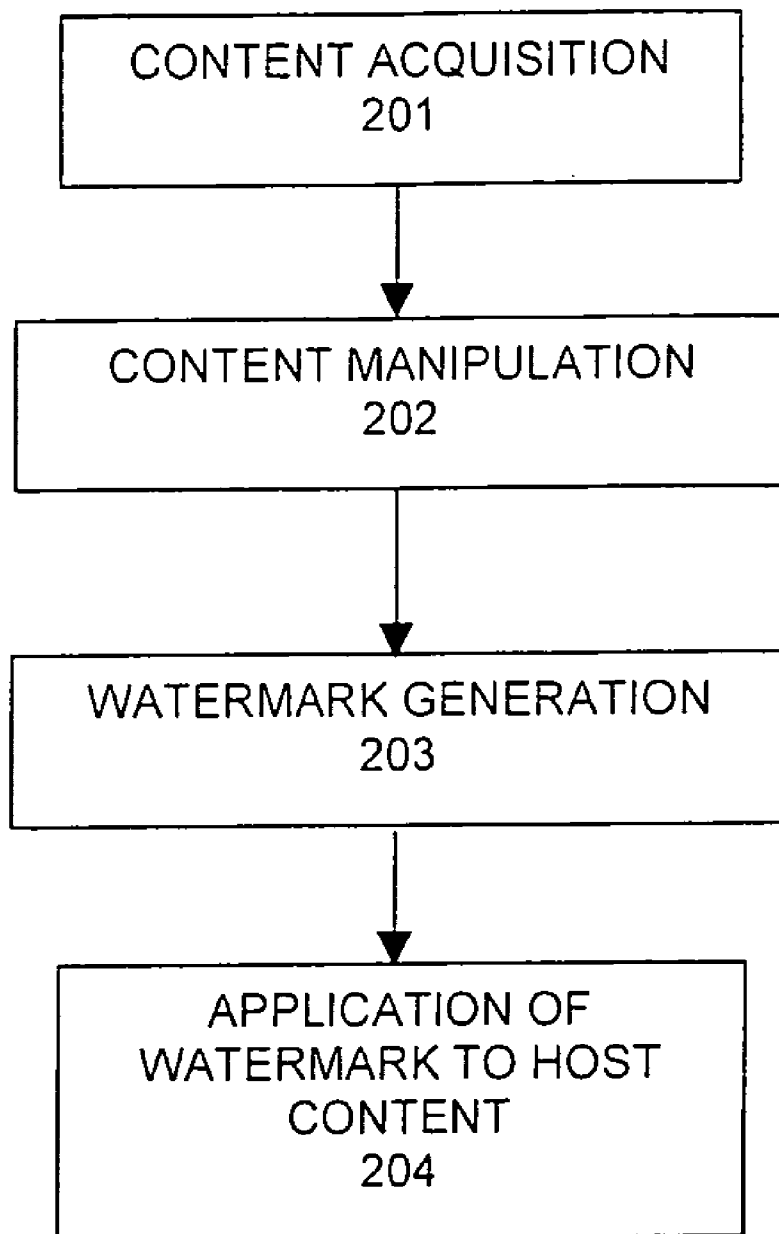 CONTENT ACQUISITION
201
CONTENT MANIPULATION
202
WATERMARK GENERATION
203
APPLICATION OF
WATERMARK TO HOST
CONTENT
204